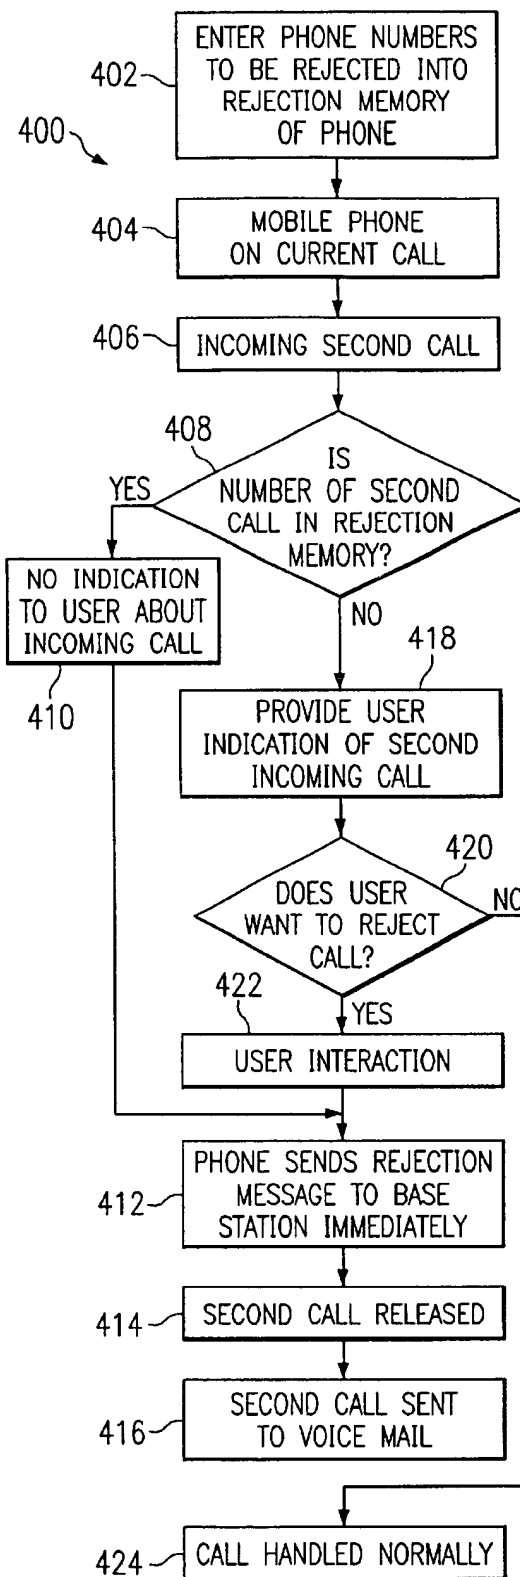 402
ENTER PHONE NUMBERS
TO BE REJECTED INTO
REJECTION MEMORY
OF PHONE
400
404
MOBILE PHONE
ON CURRENT CALL
406
INCOMING SECOND CALL
408
IS
NUMBER OF SECOND
CALL IN REJECTION
MEMORY?
YES
NO INDICATION
TO USER ABOUT
INCOMING CALL
410
NO
418
PROVIDE USER
INDICATION OF SECOND
INCOMING CALL
420
DOES USER
WANT TO REJECT
CALL?
NO
422
YES
USER INTERACTION
412
PHONE SENDS REJECTION
MESSAGE TO BASE
STATION IMMEDIATELY
414
SECOND CALL RELEASED
416
SECOND CALL SENT
TO VOICE MAIL
424
CALL HANDLED NORMALLY